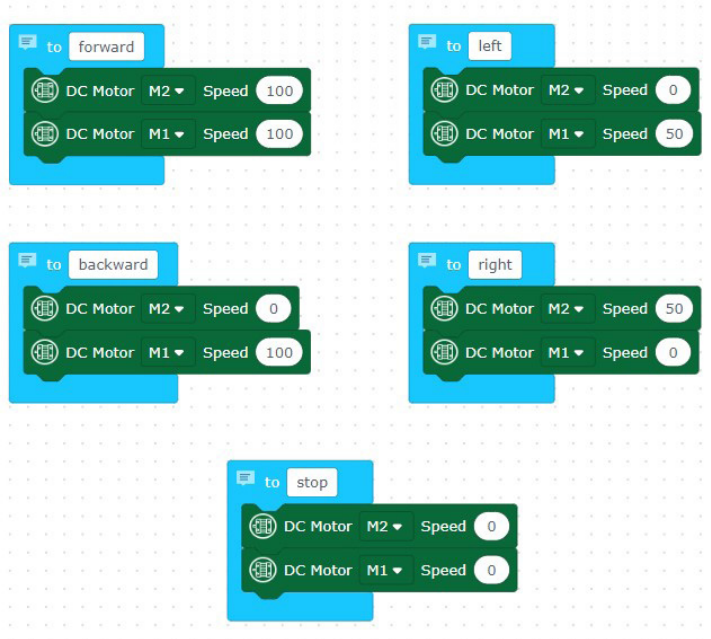 to forward
DC Motor M2 Speed 100
DC Motor M1 Speed 100
to left
DC Motor M2 Speed 0
DC Motor M1 Speed 50
to backward
DC Motor M2 Speed 0
DC Motor M1 Speed 100
to right
DC Motor M2 Speed 50
DC Motor M1 Speed 0
to stop
DC Motor M2 Speed 0
DC Motor M1 Speed 0